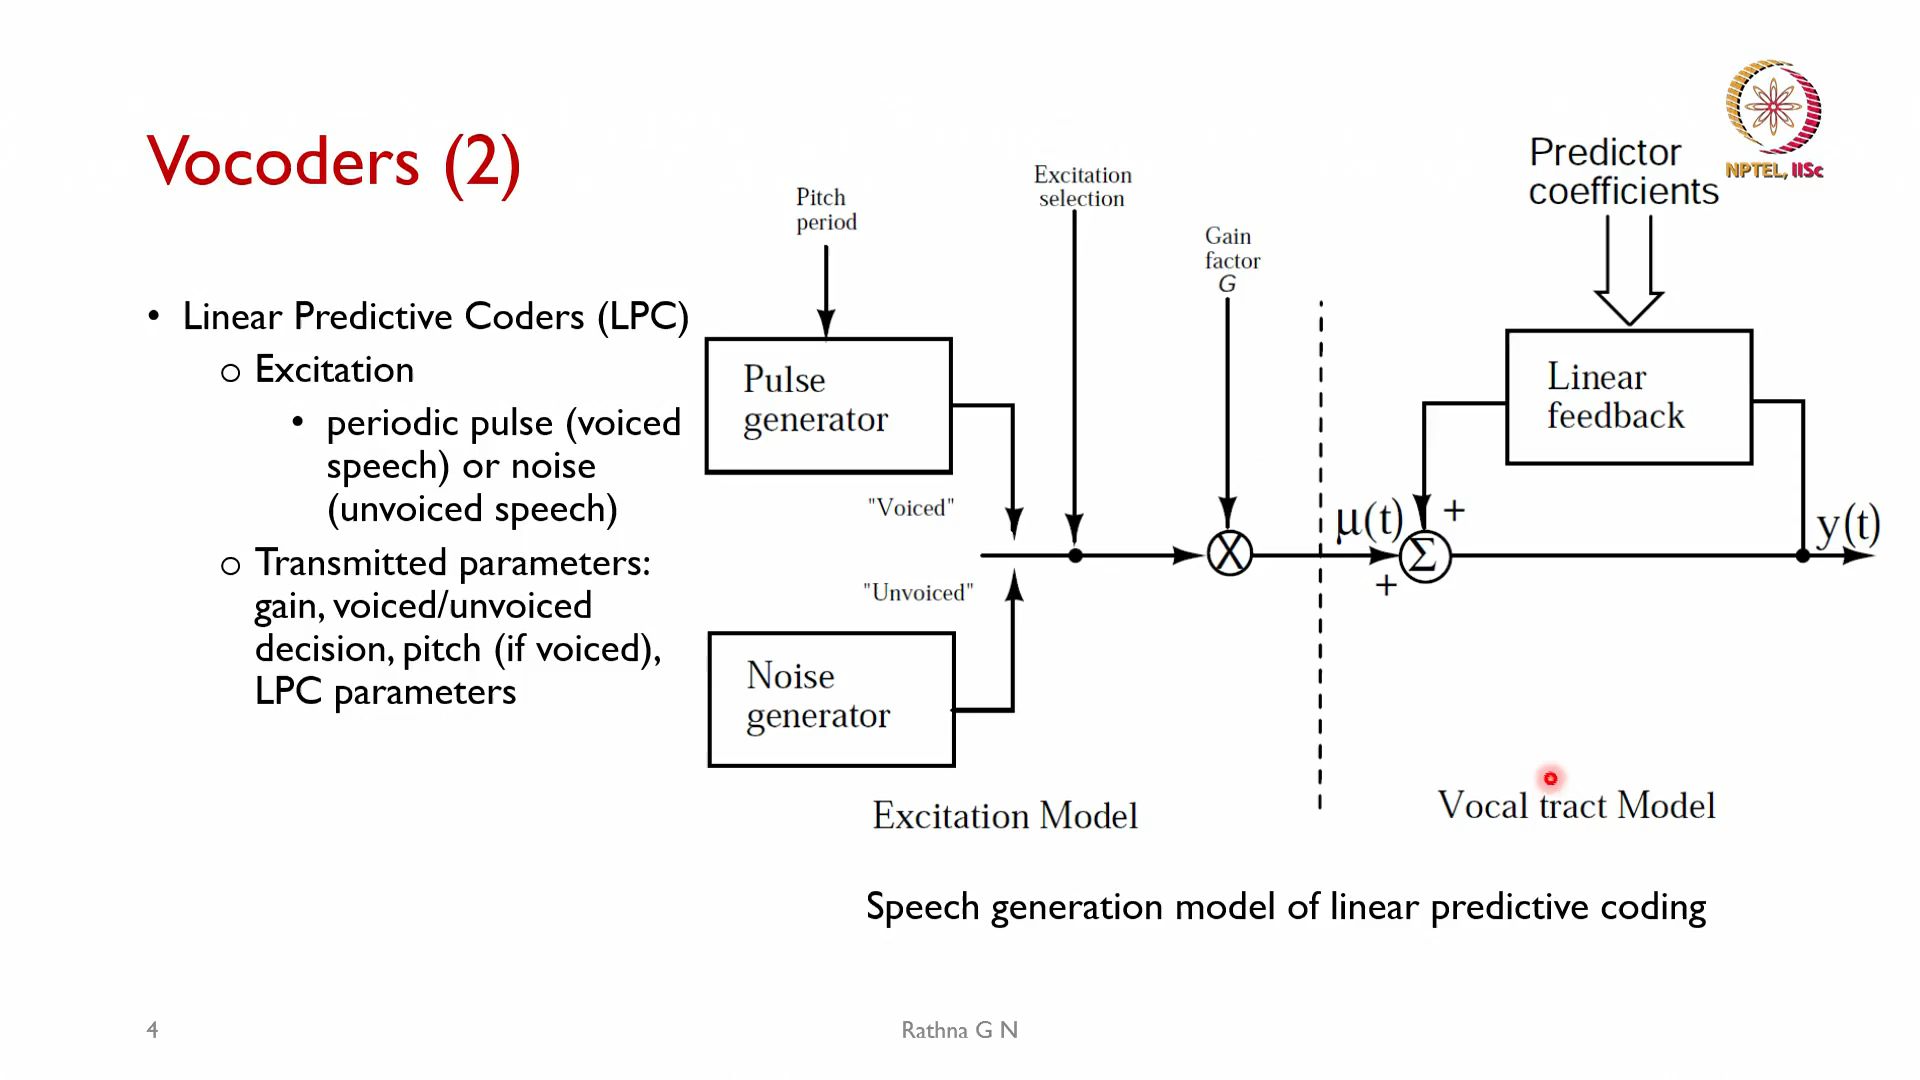 Vocoders (2)
• Linear Predictive Coders (LPC)
o Excitation
• periodic pulse (voiced
speech) or noise
(unvoiced speech)
o Transmitted parameters:
gain, voiced/unvoiced
decision, pitch (if voiced),
LPC parameters
Pitch
period
Excitation
selection
Gain
factor
G
Predictor
coefficients
NPTEL, IISc
Pulse
generator
Linear
feedback
"Voiced"
"Unvoiced"
X
μ(t)
+
Σ
+
y(t)
Noise
generator
Excitation Model
Vocal tract Model
Speech generation model of linear predictive coding
4
Rathna G N